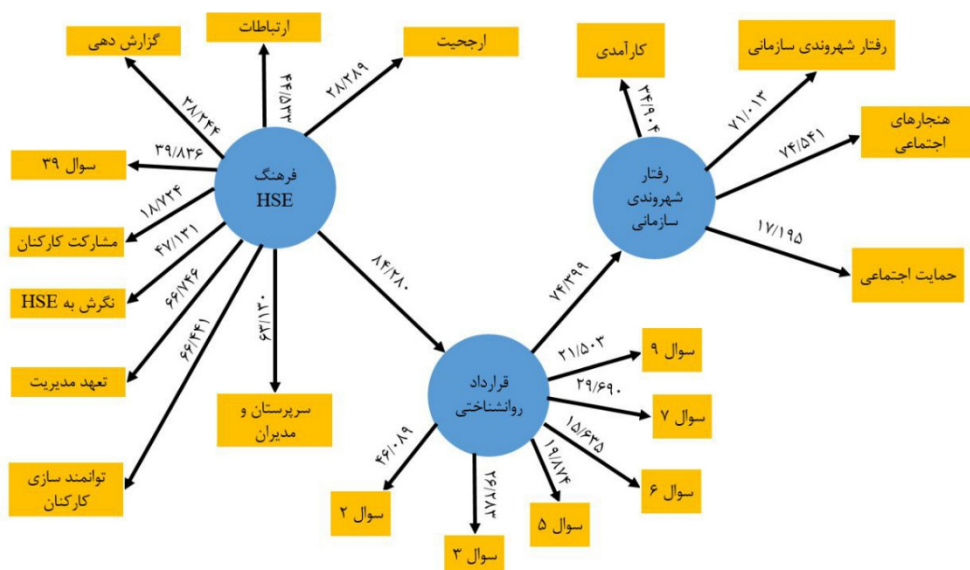 گزارش دهی
ارتباطات
ارجحیت
کارآمدی
رفتار شهروندی سازمانی
هنجارهای
اجتماعی
حمایت اجتماعی
رفتار
شهروندی
سازمانی
۳۴/۹۰۴
۷۱/۰۱۳
۷۴/۵۴۱
۱۷/۱۹۵
۳۸/۲۴۴
۴۴/۵۳۳
۲۸/۲۸۹
فرهنگ
HSE
سوال ۳۹
۳۹/۸۳۶
مشارکت کارکنان
۱۸/۷۲۴
نگرش به HSE
۴۷/۱۳۱
تعهد مدیریت
۶۶/۷۴۶
توانمند سازی
کارکنان
۶۶/۴۴۱
سرپرستان و
مدیران
۶۳/۱۳۰
۸۴/۲۸۰
۷۴/۳۹۹
قرارداد
روانشناختی
سوال ۹
۲۱/۵۰۳
سوال ۷
۲۹/۶۹۰
سوال ۶
۱۵/۶۳۵
سوال ۵
۱۹/۸۷۴
سوال ۳
۲۶/۲۸۳
سوال ۲
۴۶/۰۸۹